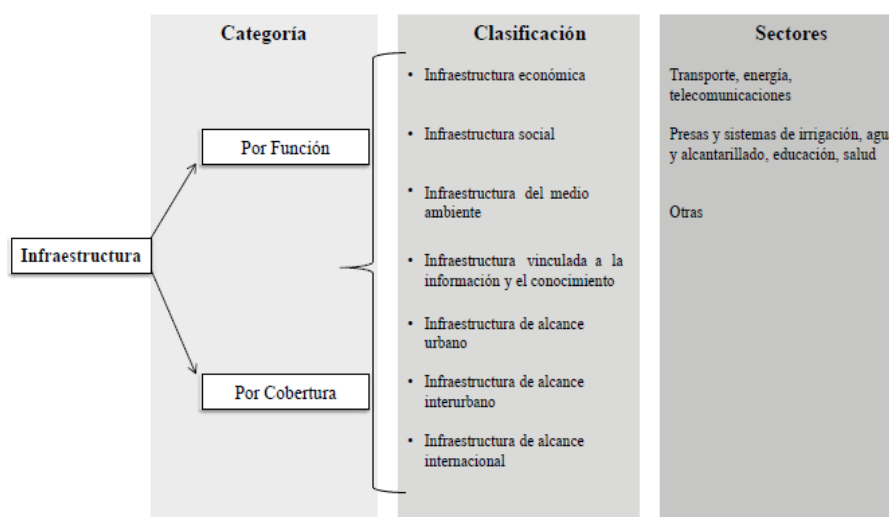 Categoría
Clasificación
Sectores
Infraestructura
Por Función
Por Cobertura
• Infraestructura económica
• Infraestructura social
• Infraestructura del medio
ambiente
• Infraestructura vinculada a la
información y el conocimiento
• Infraestructura de alcance
urbano
• Infraestructura de alcance
interurbano
• Infraestructura de alcance
internacional
Transporte, energía,
telecomunicaciones
Presas y sistemas de irrigación,
y alcantarillado, educación, salud
Otras